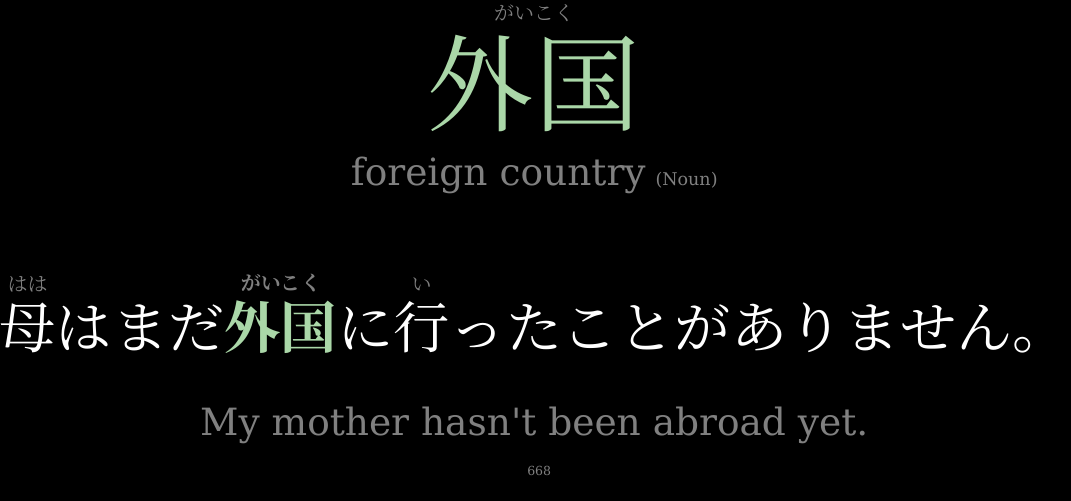 がいこく
外国
foreign country (Noun)
はは がいこく い
母はまだ外国に行ったことがありません。
My mother hasn't been abroad yet.
668